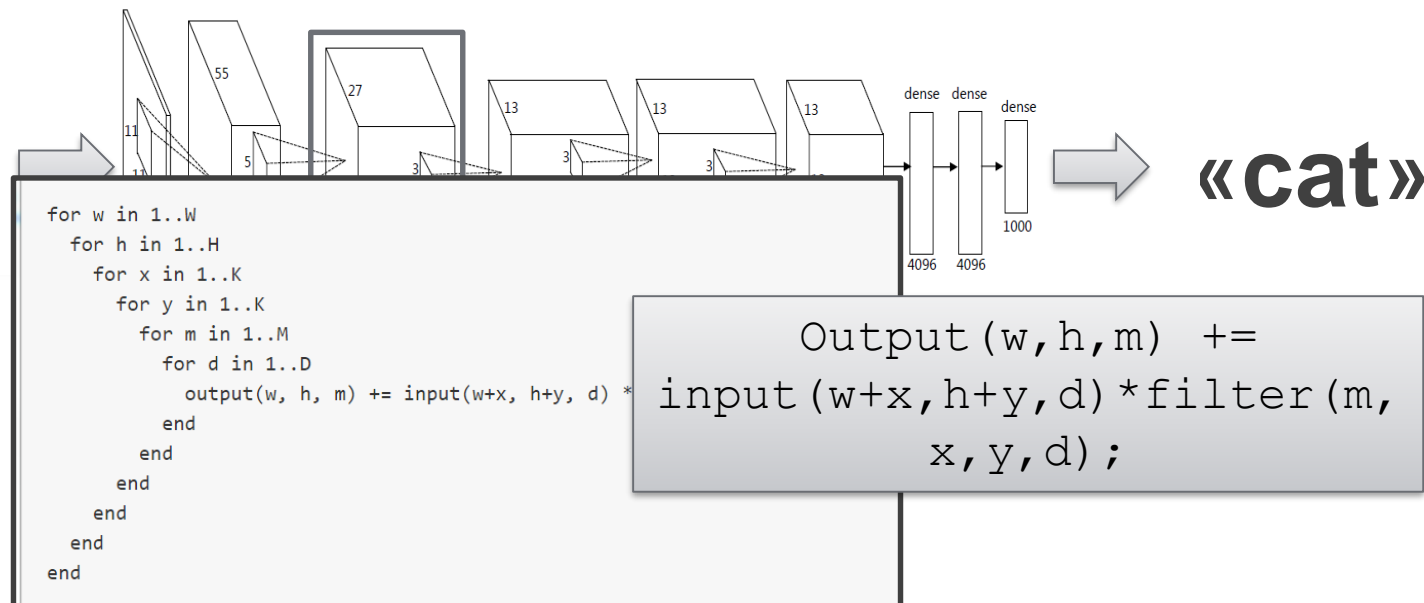 55
27
13
13
13
dense
dense
dense
11
11
5
3
3
3
1000
4096
4096
«cat»
for w in 1..W
for h in 1..H
for x in 1..K
for y in 1..K
for m in 1..M
for d in 1..D
output(w, h, m) += input(w+x, h+y, d) *
end
end
end
end
end
end
Output(w,h,m) +=
input(w+x,h+y,d)*filter(m,
x,y,d);